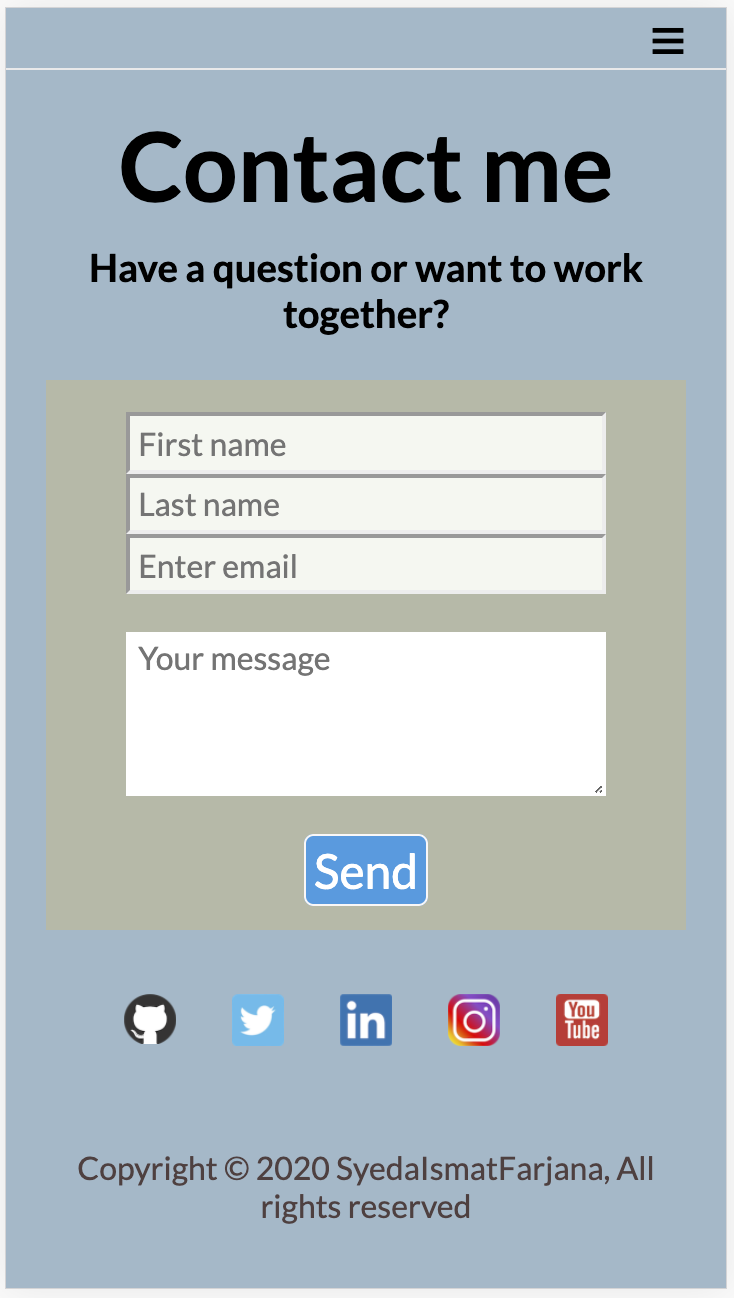 Contact me
Have a question or want to work
together?
First name
Last name
Enter email
Your message
Send
in
You
Tube
Copyright © 2020 SyedaIsmatFarjana, All
rights reserved